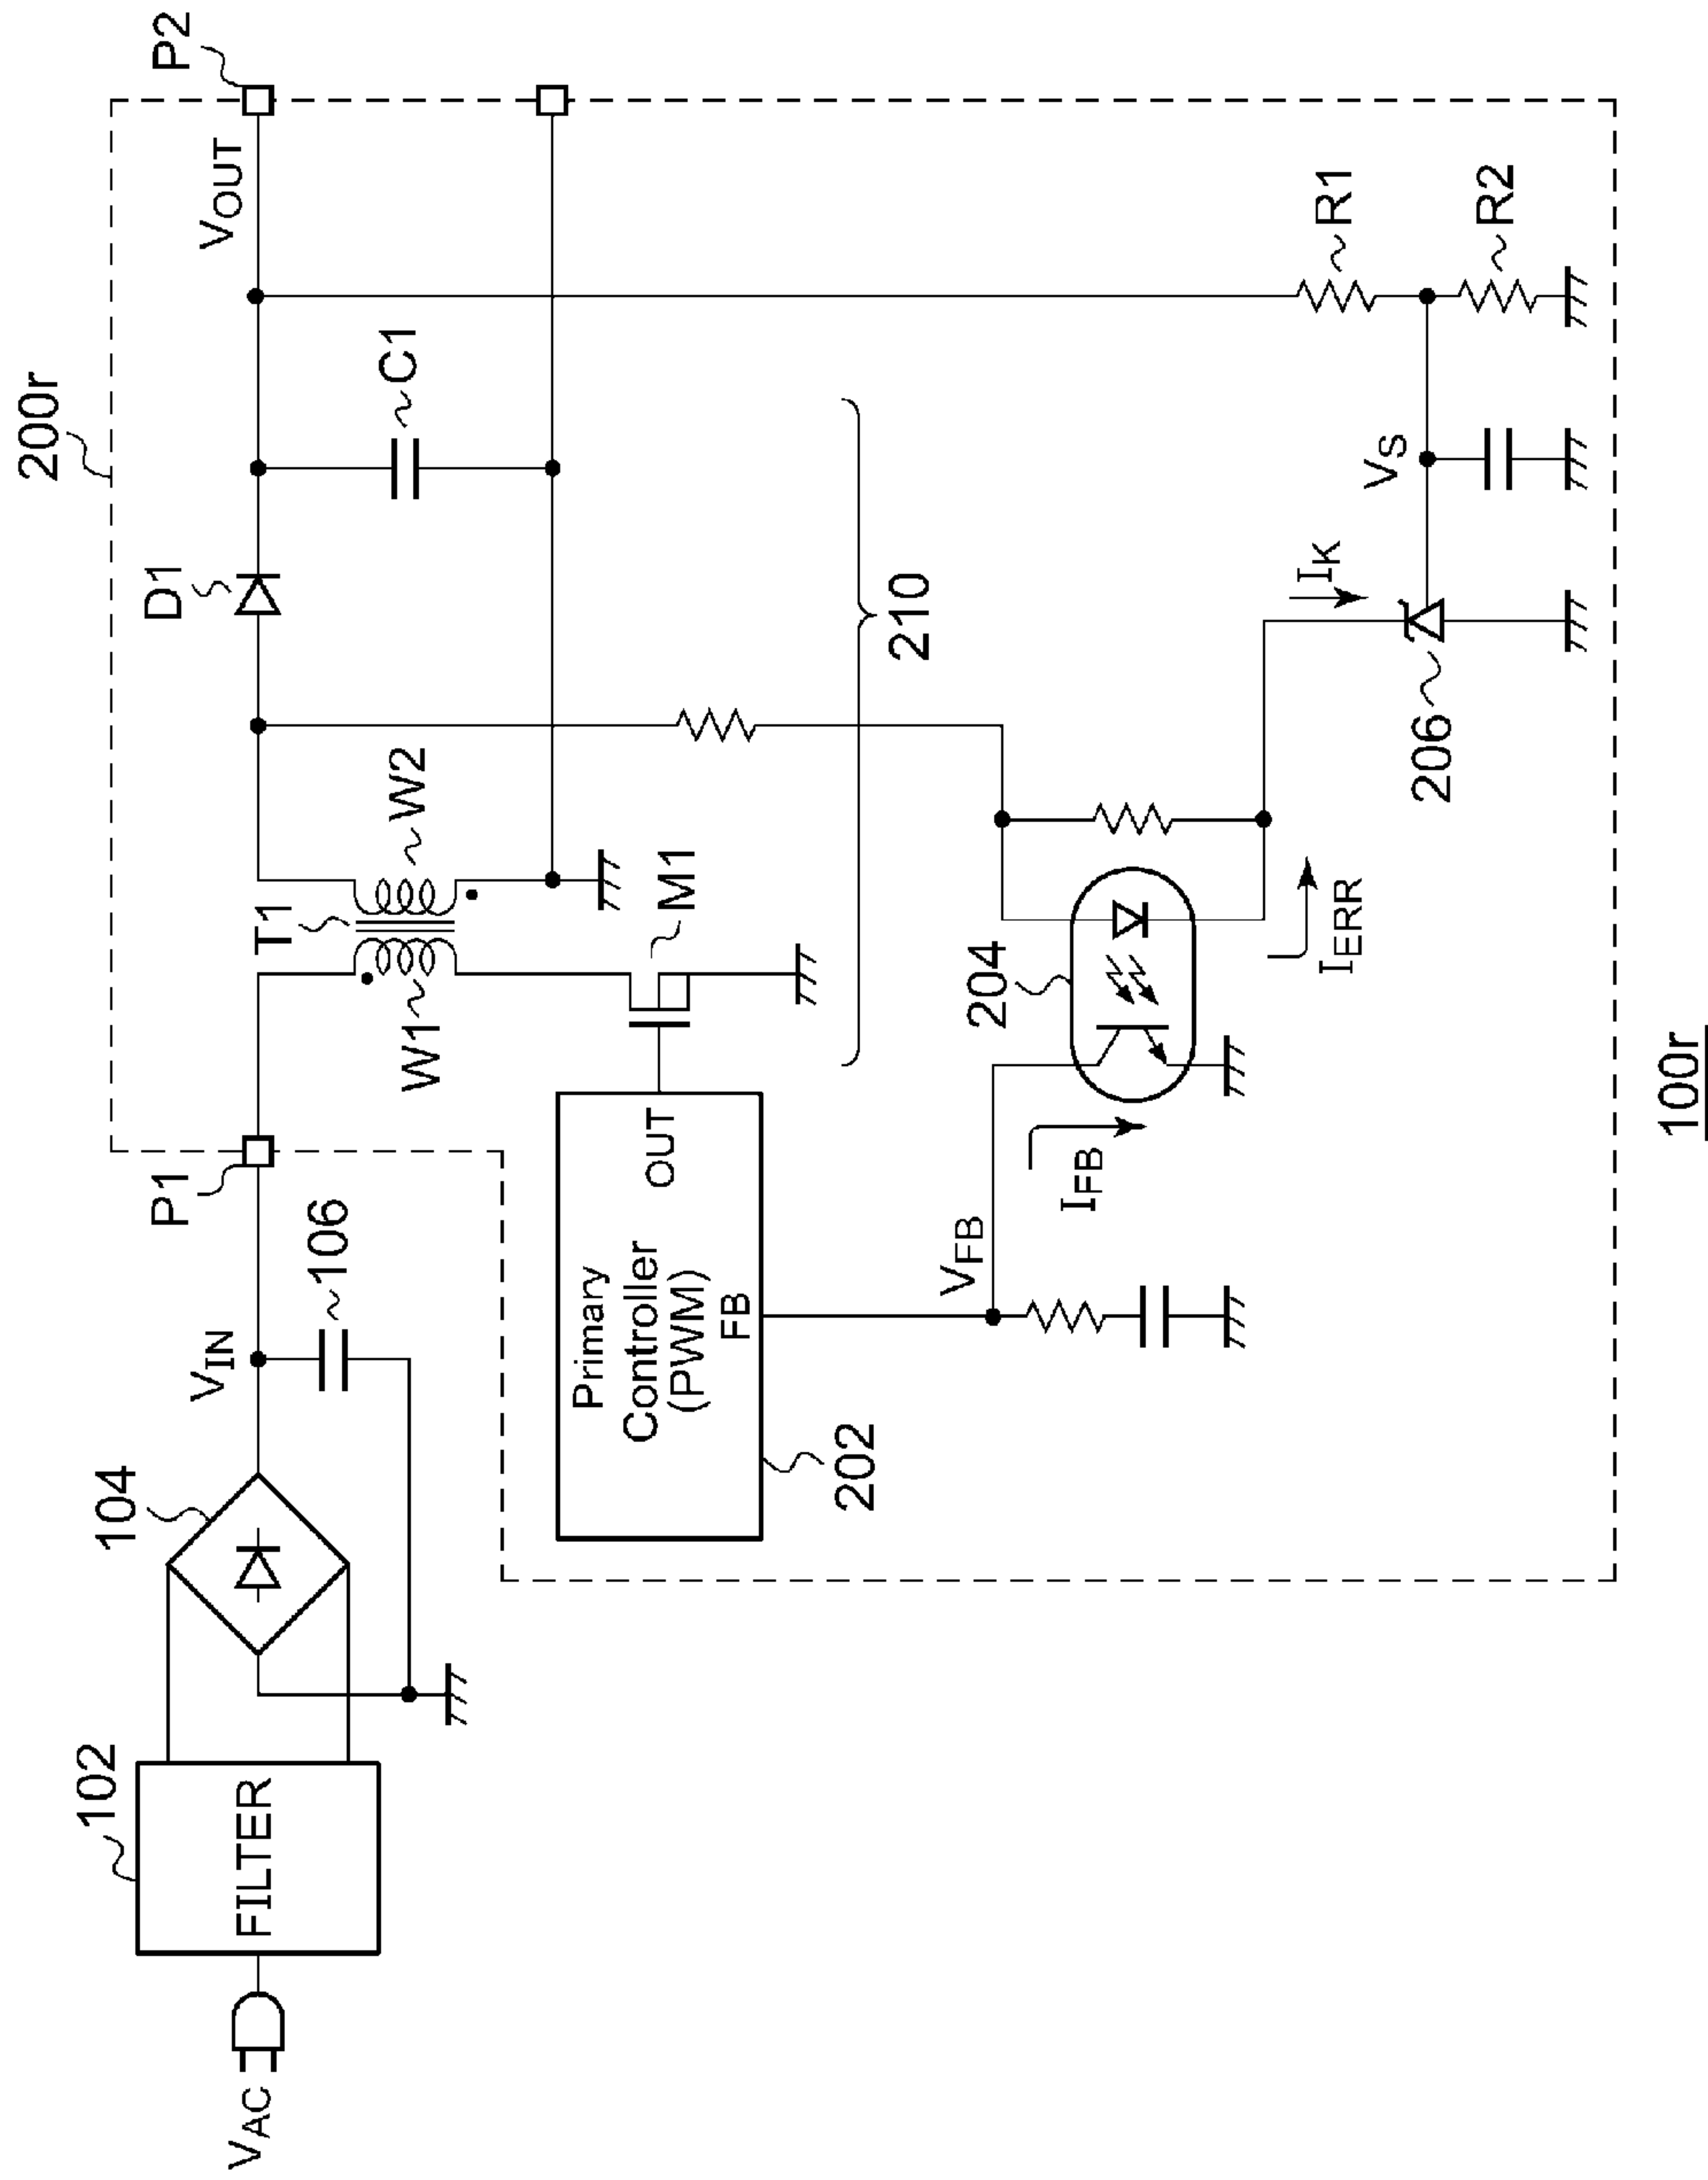 200r
P2
VOUT
D1
C1
T1
W2
W1
M1
P1
VIN
106
104
102
FILTER
VAC
Primary
Controller
(PWM)
OUT
FB
202
210
VFB
IFB
204
IERR
IK
206
VS
R1
R2
100r